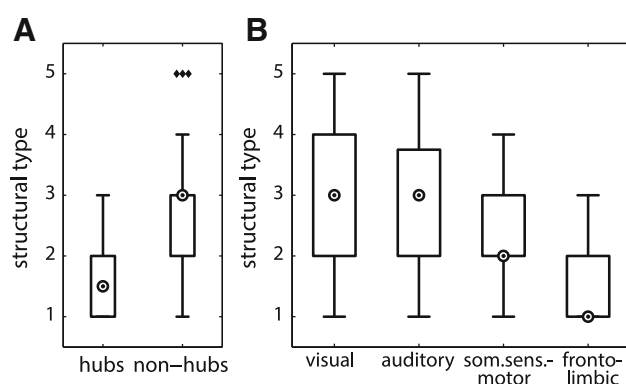 A
structural type
5
4
3
2
1
hubs non–hubs
B
structural type
5
4
3
2
1
visual auditory som.sens.- fronto-
motor limbic